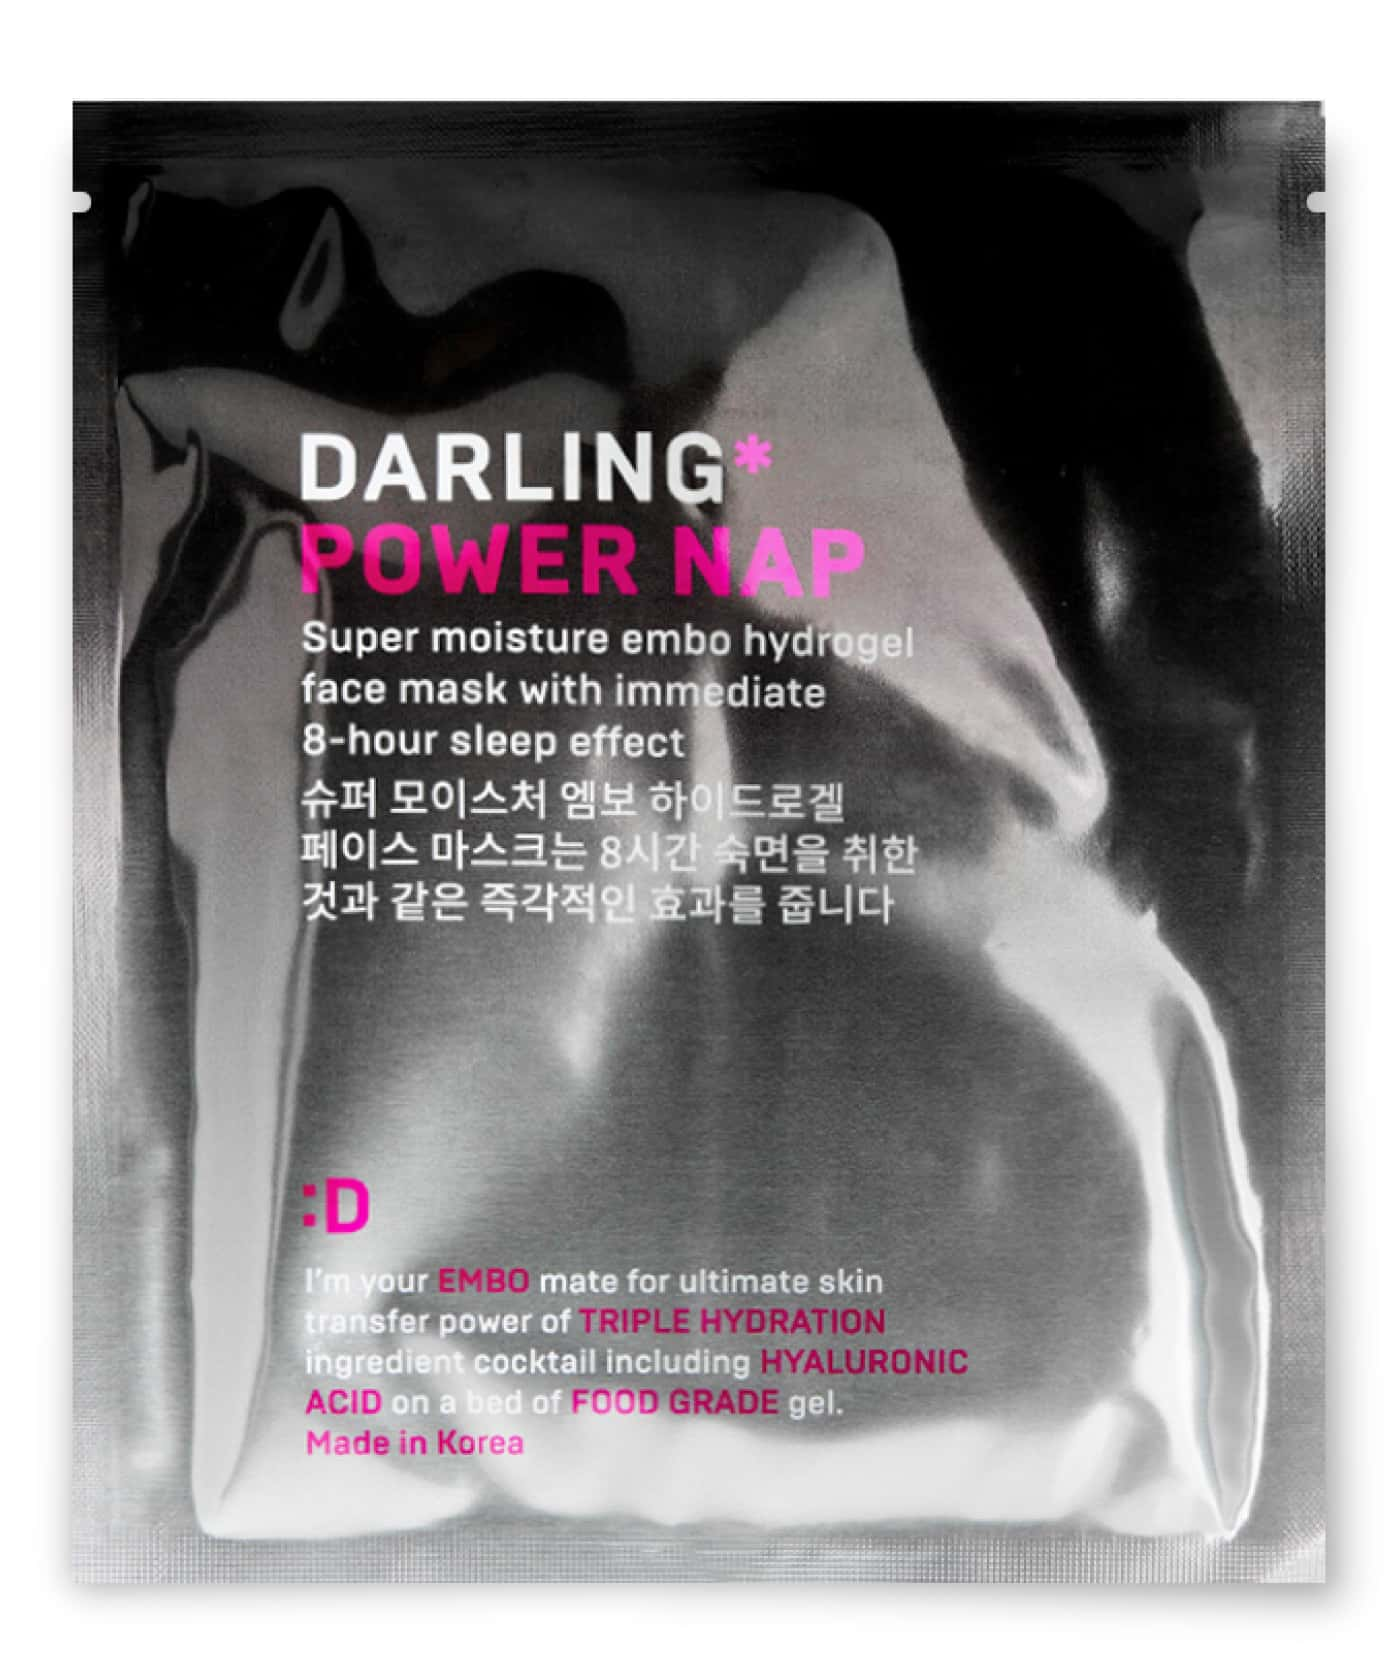 DARLING*
POWER NAP
Super moisture embo hydrogel
face mask with immediate
8-hour sleep effect
슈퍼 모이스처 엠보 하이드로겔
페이스 마스크는 8시간 숙면을 취한
것과 같은 즉각적인 효과를 줍니다
:D
I'm your EMBO mate for ultimate skin
transfer power of TRIPLE HYDRATION
ingredient cocktail including HYALURONIC
ACID on a bed of FOOD GRADE gel.
Made in Korea